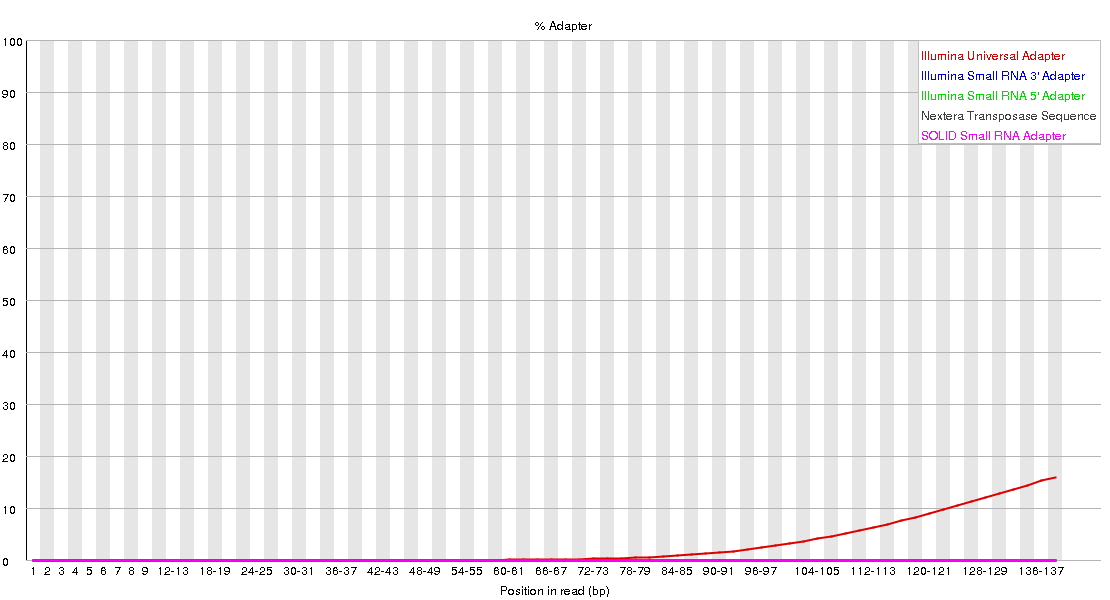 % Adapter
100
90
80
70
60
50
40
30
20
10
0
Illumina Universal Adapter
Illumina Small RNA 3' Adapter
Illumina Small RNA 5' Adapter
Nextera Transposase Sequence
SOLID Small RNA Adapter
1 2 3 4 5 6 7 8 9 12-13 18-19 24-25 30-31 36-37 42-43 48-49 54-55 60-61 66-67 72-73 78-79 84-85 90-91 96-97 104-105 112-113 120-121 128-129 136-137
Position in read (bp)